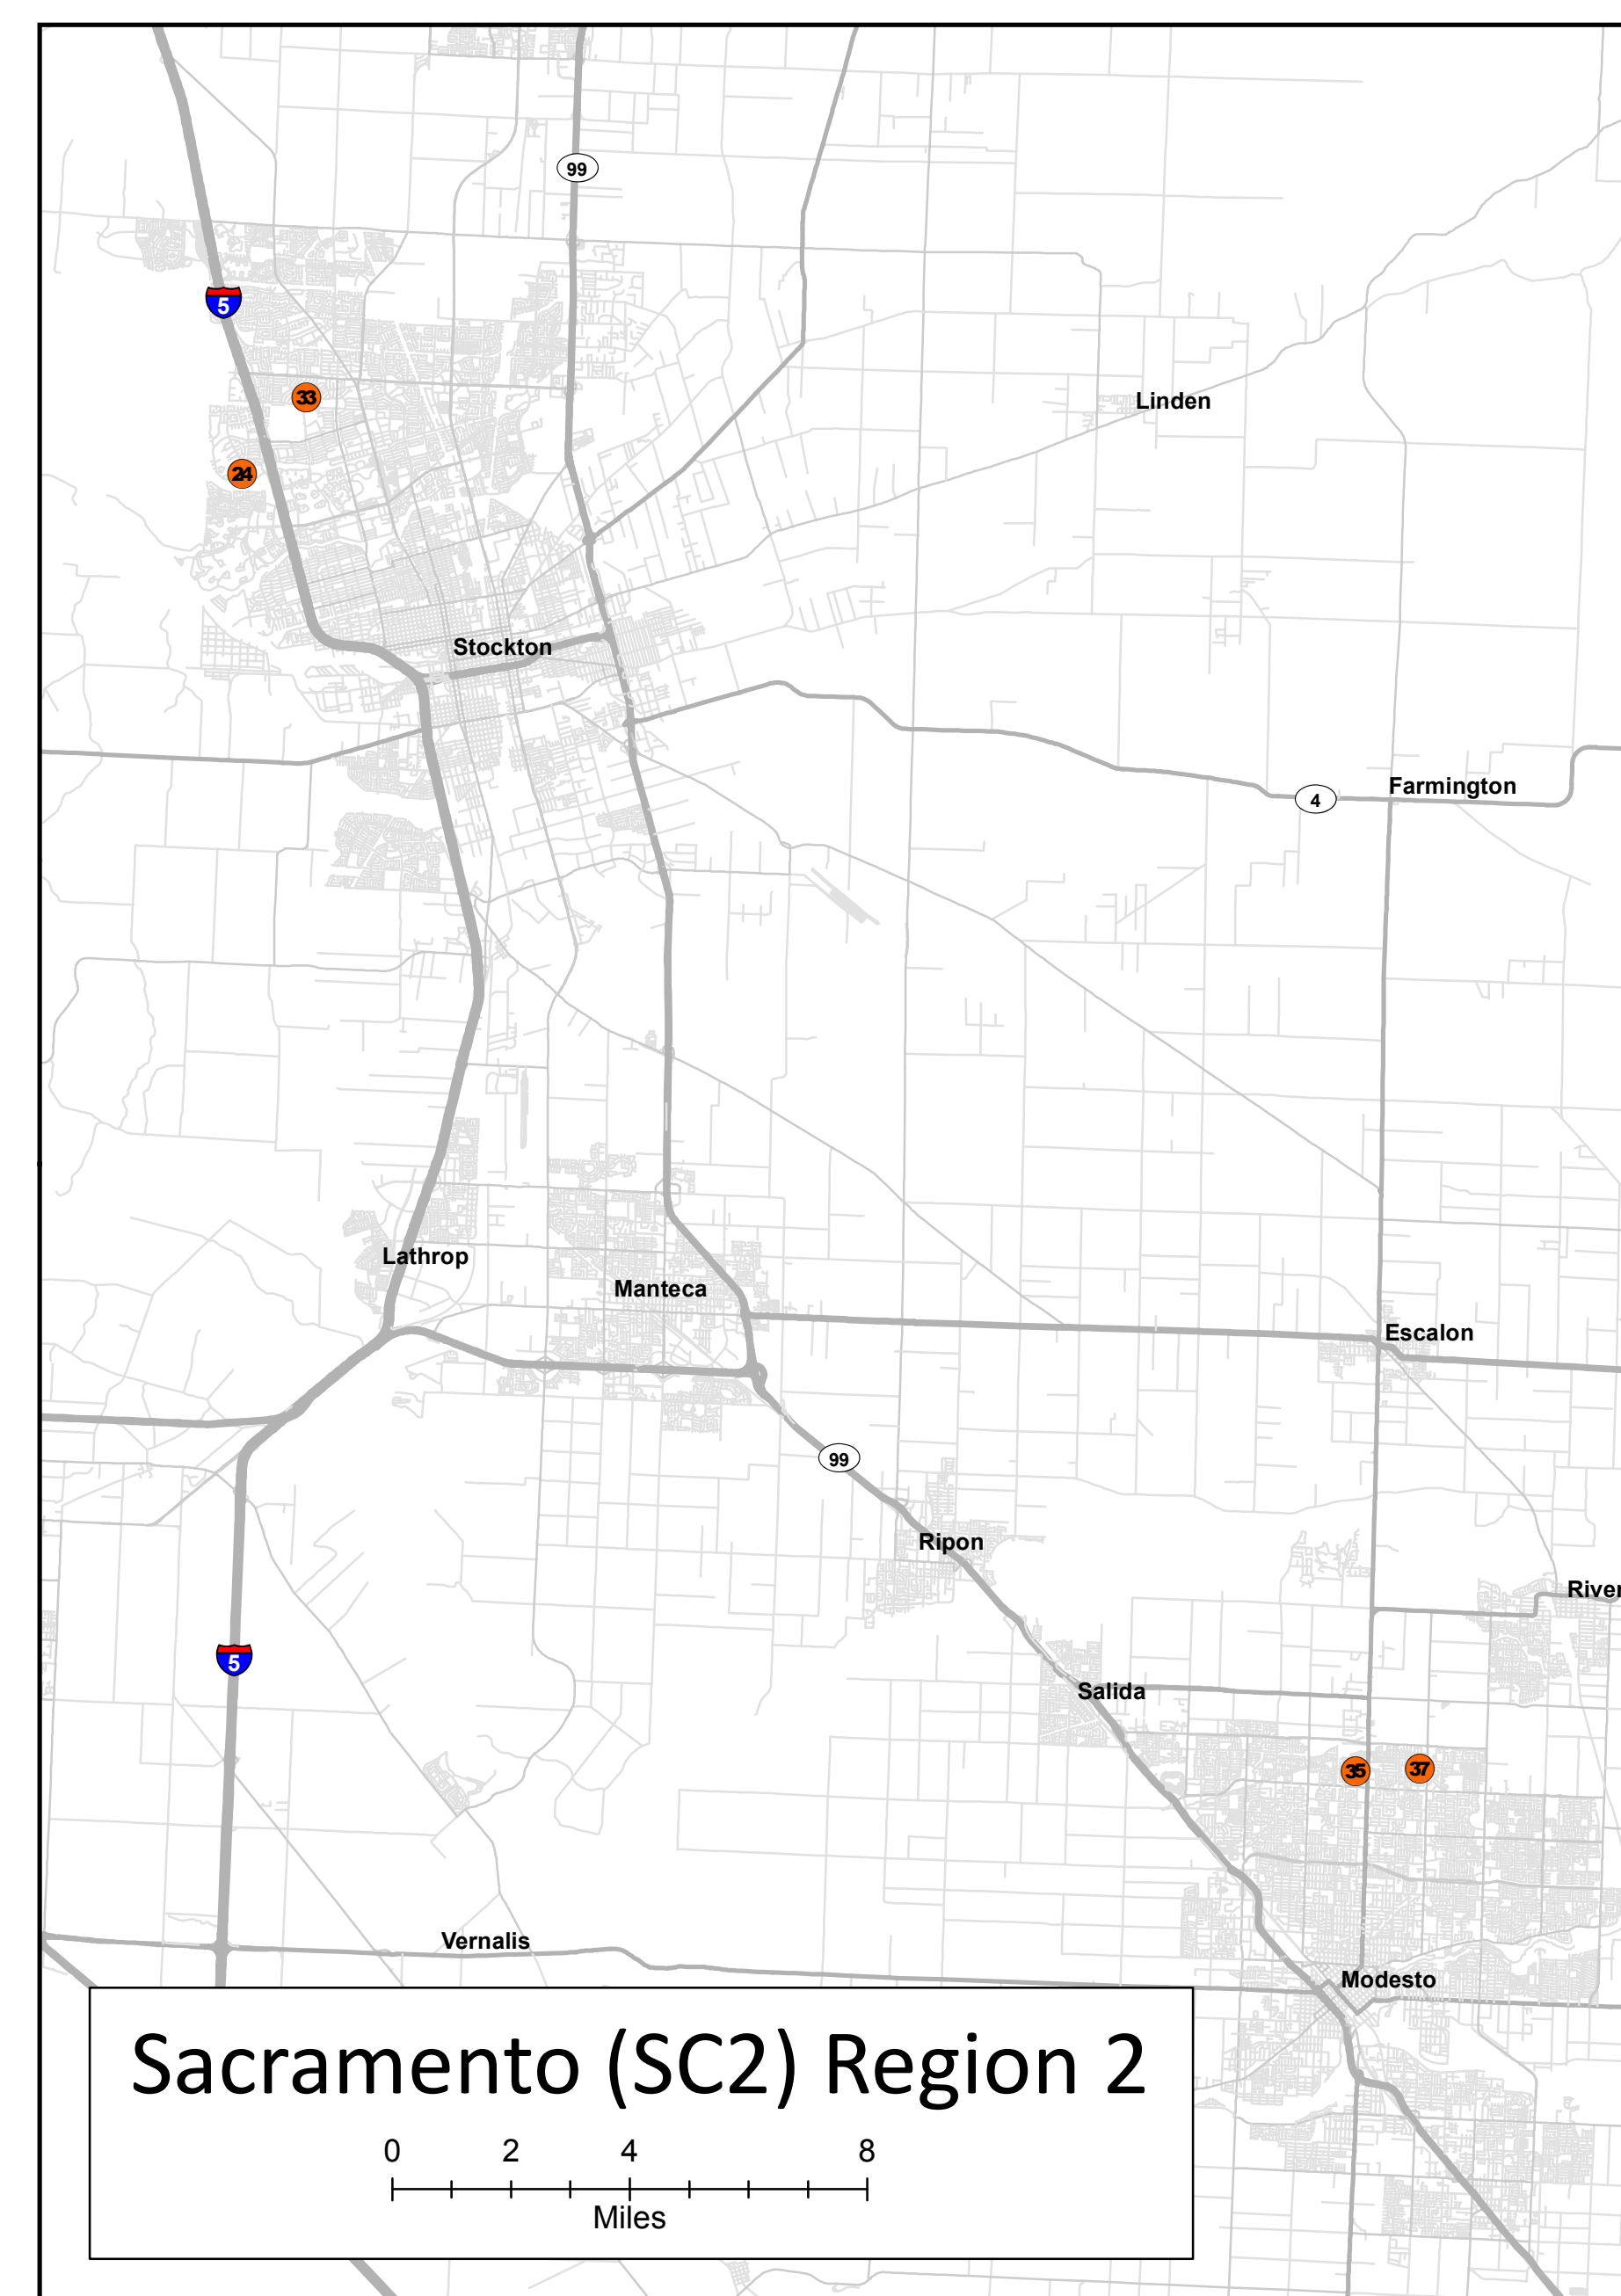 99
5
33
Linden
24
Stockton
Farmington
4
Lathrop
Manteca
Escalon
99
Ripon
River
5
Salida
35
37
Vernalis
Modesto
Sacramento (SC2) Region 2
0 2 4 8
Miles